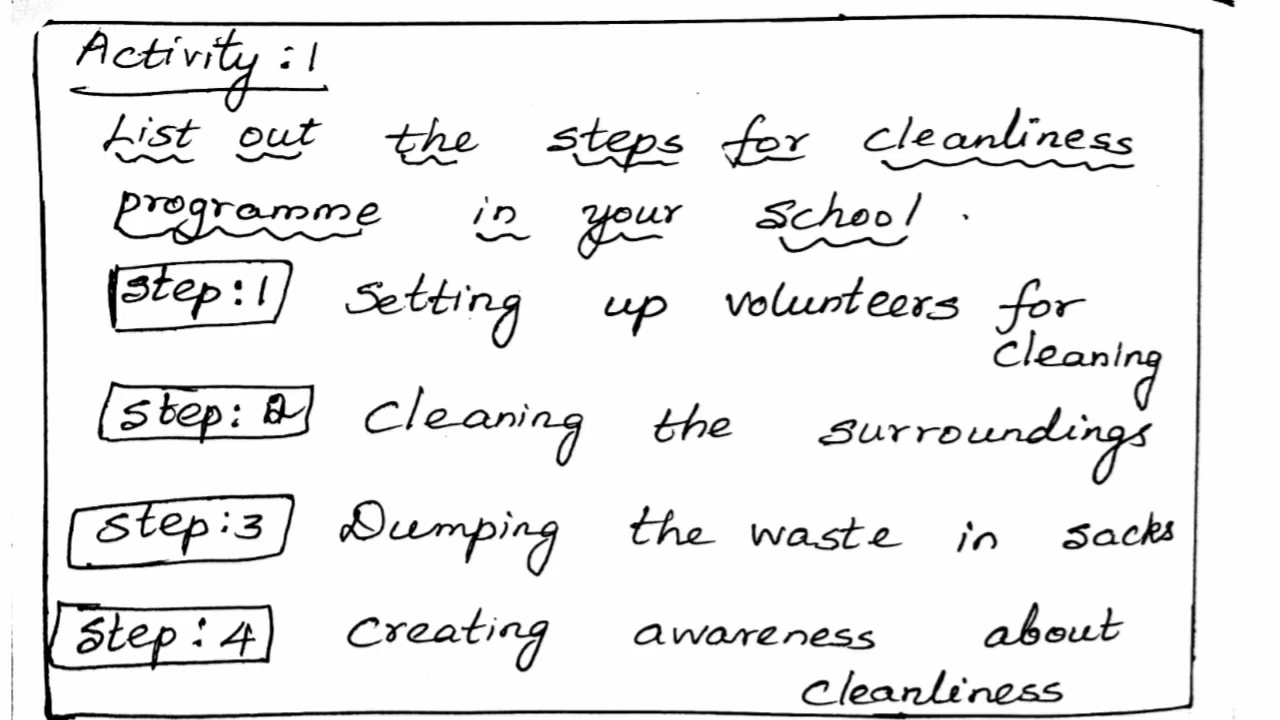 Activity : 1
List out the steps for cleanliness
programme in your school .
Step : 1 Setting up volunteers for
cleaning
Step : 2 Cleaning the surroundings
Step : 3 Dumping the waste in sacks
Step : 4 Creating awareness about
cleanliness